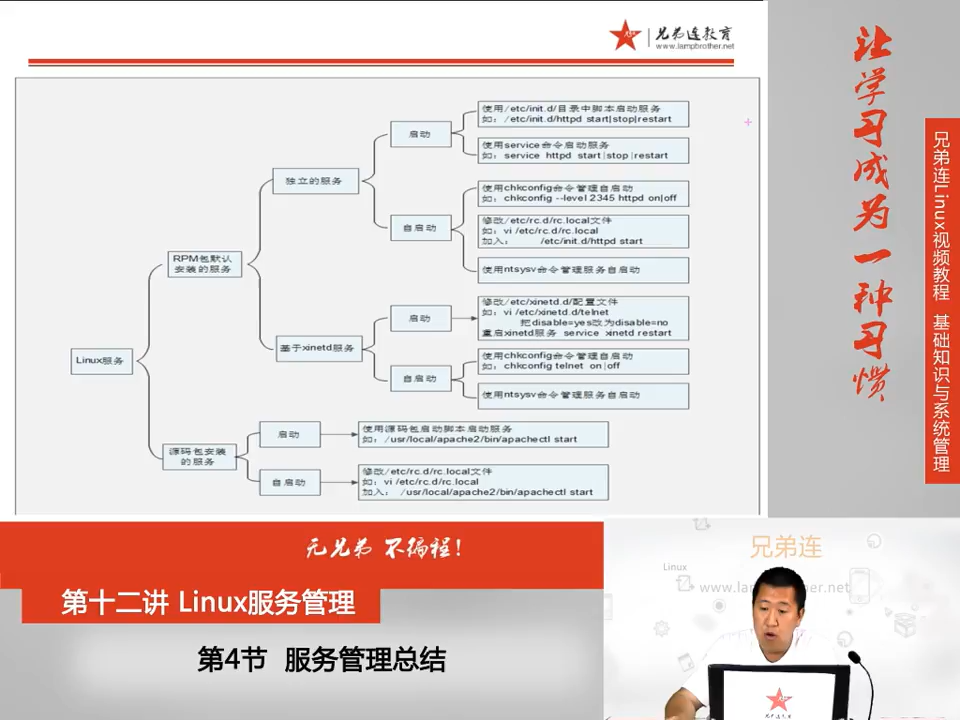 兄弟连教育
www.lampbrother.net
使用/etc/init.d/目录中脚本启动服务
如：/etc/init.d/httpd start|stop|restart
启动
使用service命令启动服务
如：service httpd start|stop|restart
独立的服务
使用chkconfig命令管理自启动
如：chkconfig --level 2345 httpd on|off
自启动
修改/etc/rc.d/rc.local文件
如：vi /etc/rc.d/rc.local
加入： /etc/init.d/httpd start
使用ntsysv命令管理服务自启动
RPM包默认
安装的服务
修改/etc/xinetd.d/配置文件
如：vi /etc/xinetd.d/telnet
把disable=yes改为disable=no
重启xinetd服务 service xinetd restart
启动
基于xinetd服务
使用chkconfig命令管理自启动
如：chkconfig telnet on|off
自启动
使用ntsysv命令管理服务自启动
Linux服务
源码包安装
的服务
启动
使用源码包启动脚本启动服务
如：/usr/local/apache2/bin/apachectl start
自启动
修改/etc/rc.d/rc.local文件
如：vi /etc/rc.d/rc.local
加入： /usr/local/apache2/bin/apachectl start
让学习成为一种习惯
兄弟连Linux视频教程 基础知识与系统管理
无兄弟 不编程！
第十二讲 Linux服务管理
第4节 服务管理总结
兄弟连
Linux